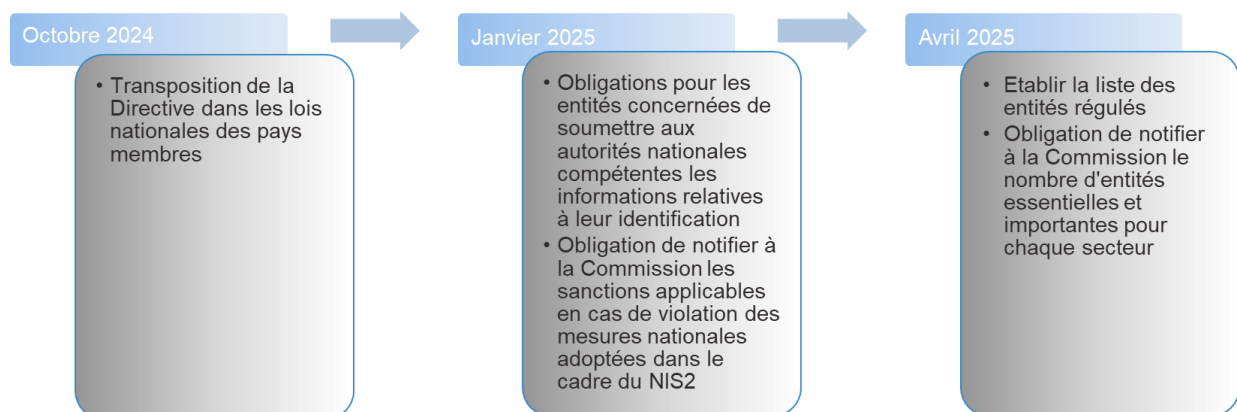 Octobre 2024
• Transposition de la
Directive dans les lois
nationales des pays
membres
Janvier 2025
• Obligations pour les
entités concernées de
soumettre aux
autorités nationales
compétentes les
informations relatives
à leur identification
• Obligation de notifier à
la Commission les
sanctions applicables
en cas de violation des
mesures nationales
adoptées dans le
cadre du NIS2
Avril 2025
• Etablir la liste des
entités régulés
• Obligation de notifier
à la Commission le
nombre d'entités
essentielles et
importantes pour
chaque secteur